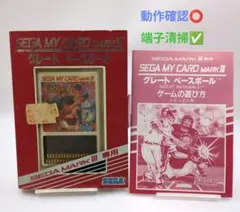 動作確認⭕
端子清掃✅
SEGA MY CARD MARK III
グレート ベースボール
SEGA MARK III 専用
SEGA
SEGA MARK III 専用
SEGA MY CARD MARK III
グレート ベースボール
GREAT BASEBALL
ゲームの遊び方